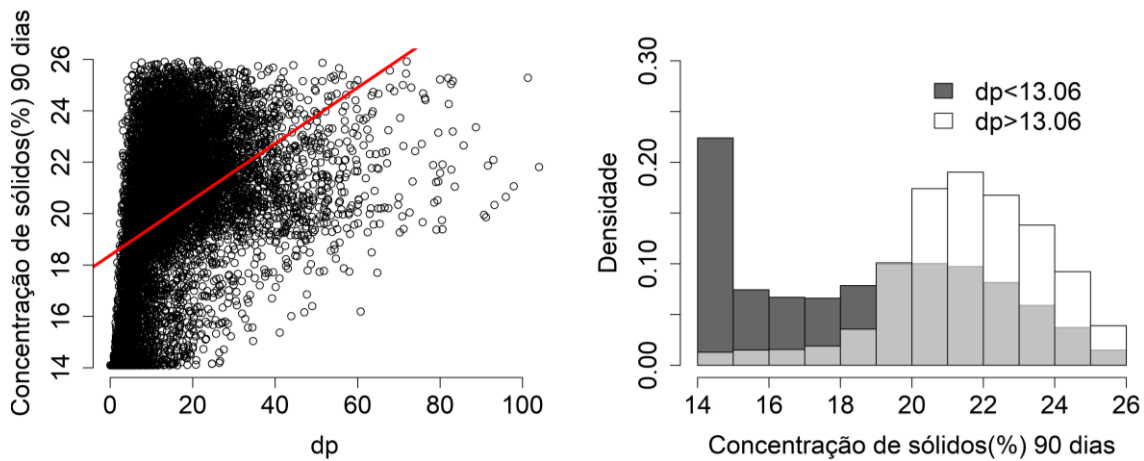 Concentração de sólidos(%) 90 dias
26
24
22
20
18
16
14
0 20 40 60 80 100
dp
Densidade
0.30
0.20
0.10
0.00
dp<13.06
dp>13.06
14 16 18 20 22 24 26
Concentração de sólidos(%) 90 dias